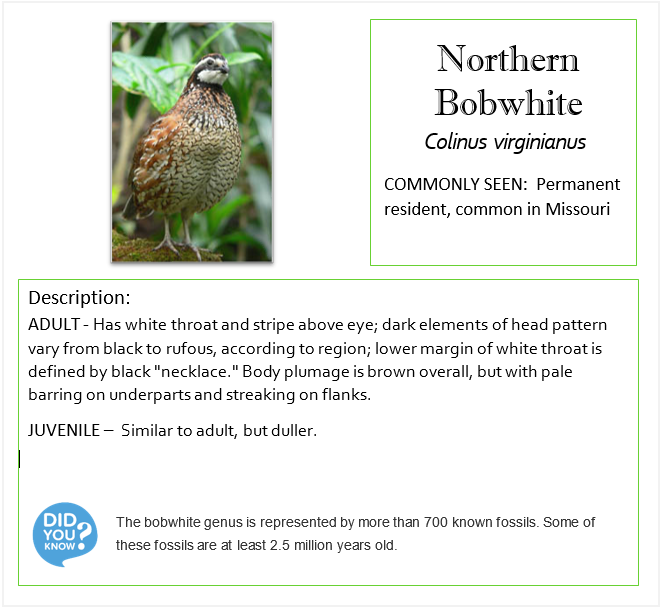 Northern
Bobwhite
Colinus virginianus
COMMONLY SEEN: Permanent
resident, common in Missouri
Description:
ADULT - Has white throat and stripe above eye; dark elements of head pattern
vary from black to rufous, according to region; lower margin of white throat is
defined by black "necklace." Body plumage is brown overall, but with pale
barring on underparts and streaking on flanks.
JUVENILE – Similar to adult, but duller.
DID
YOU
KNOW?
The bobwhite genus is represented by more than 700 known fossils. Some of
these fossils are at least 2.5 million years old.